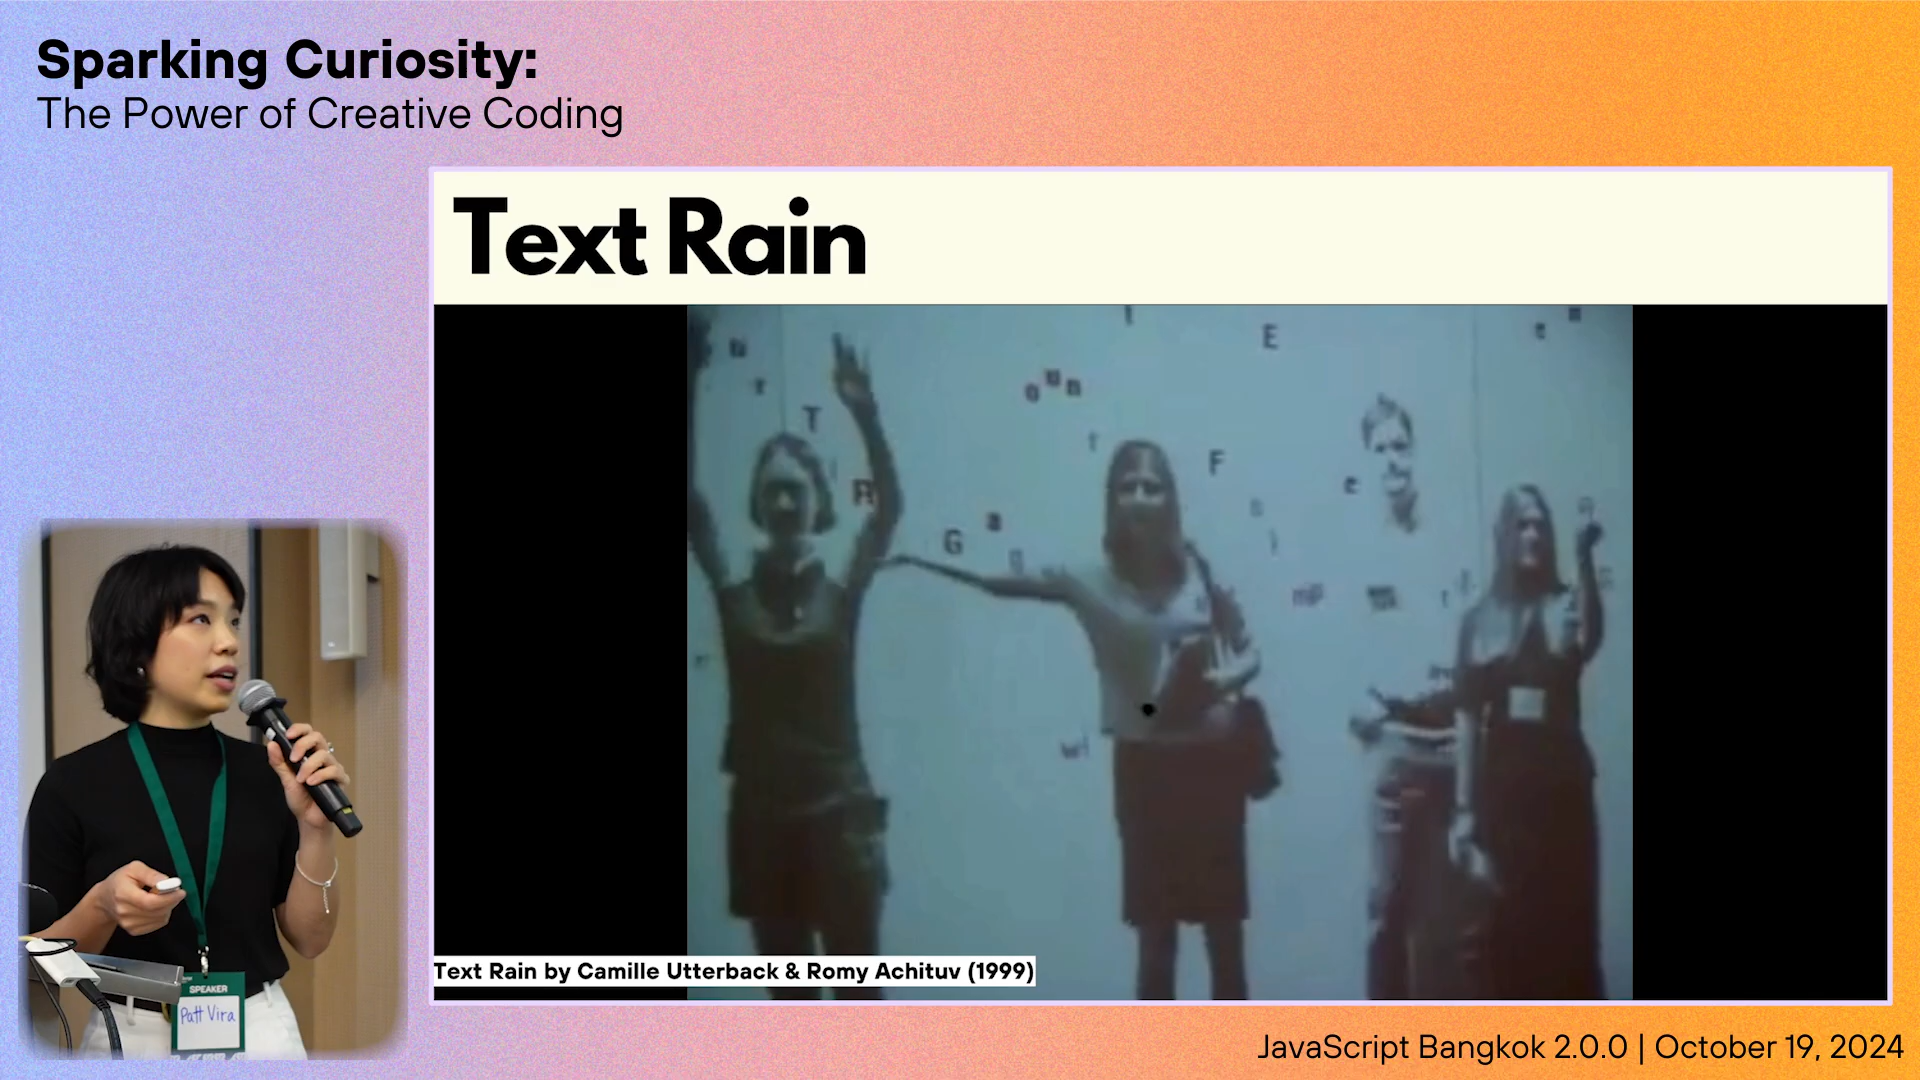 Sparking Curiosity:
The Power of Creative Coding
Text Rain
E
T
R
F
G
a
e
Text Rain by Camille Utterback & Romy Achituv (1999)
SPEAKER
Patt Vira
JavaScript Bangkok 2.0.0 | October 19, 2024